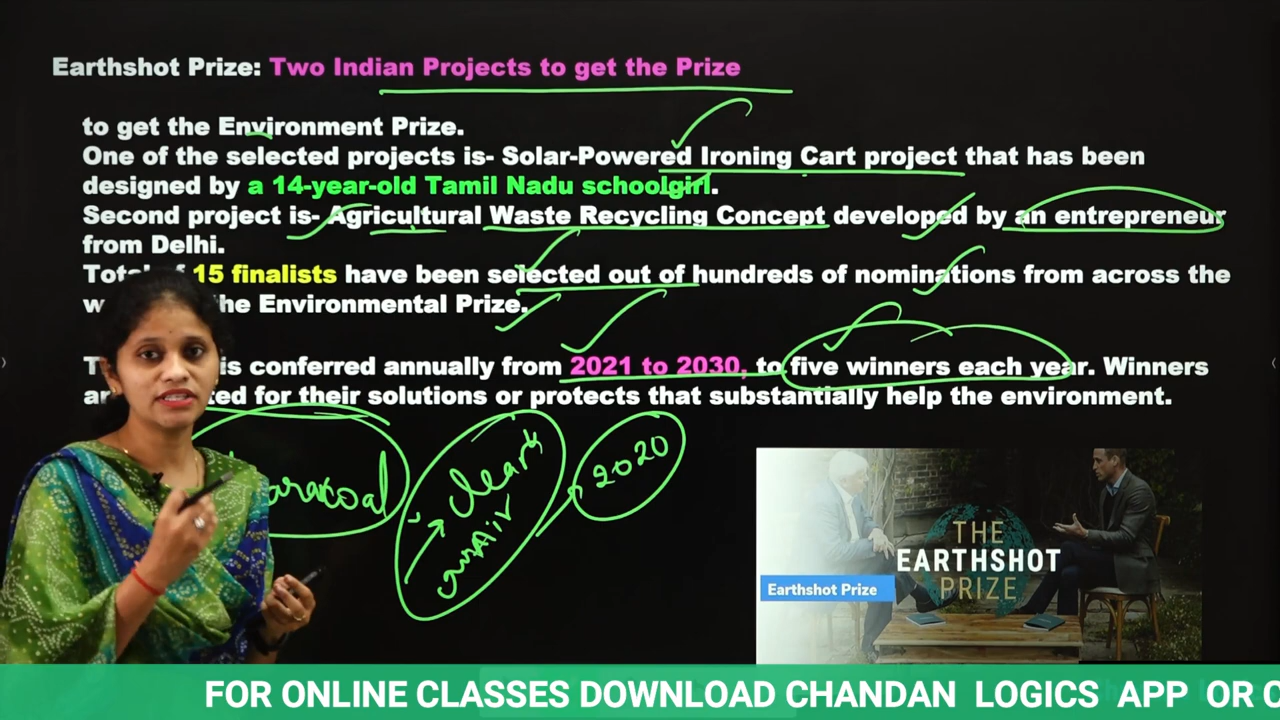 Earthshot Prize: Two Indian Projects to get the Prize
to get the Environment Prize.
One of the selected projects is- Solar-Powered Ironing Cart project that has been
designed by a 14-year-old Tamil Nadu schoolgirl.
Second project is- Agricultural Waste Recycling Concept developed by an entrepreneur
from Delhi.
Total of 15 finalists have been selected out of hundreds of nominations from across the
he Environmental Prize.
is conferred annually from 2021 to 2030, to five winners each year. Winners
ted for their solutions or protects that substantially help the environment.
2020
Air
THE
EARTHSHOT
PRIZE
Earthshot Prize
FOR ONLINE CLASSES DOWNLOAD CHANDAN LOGICS APP OR C